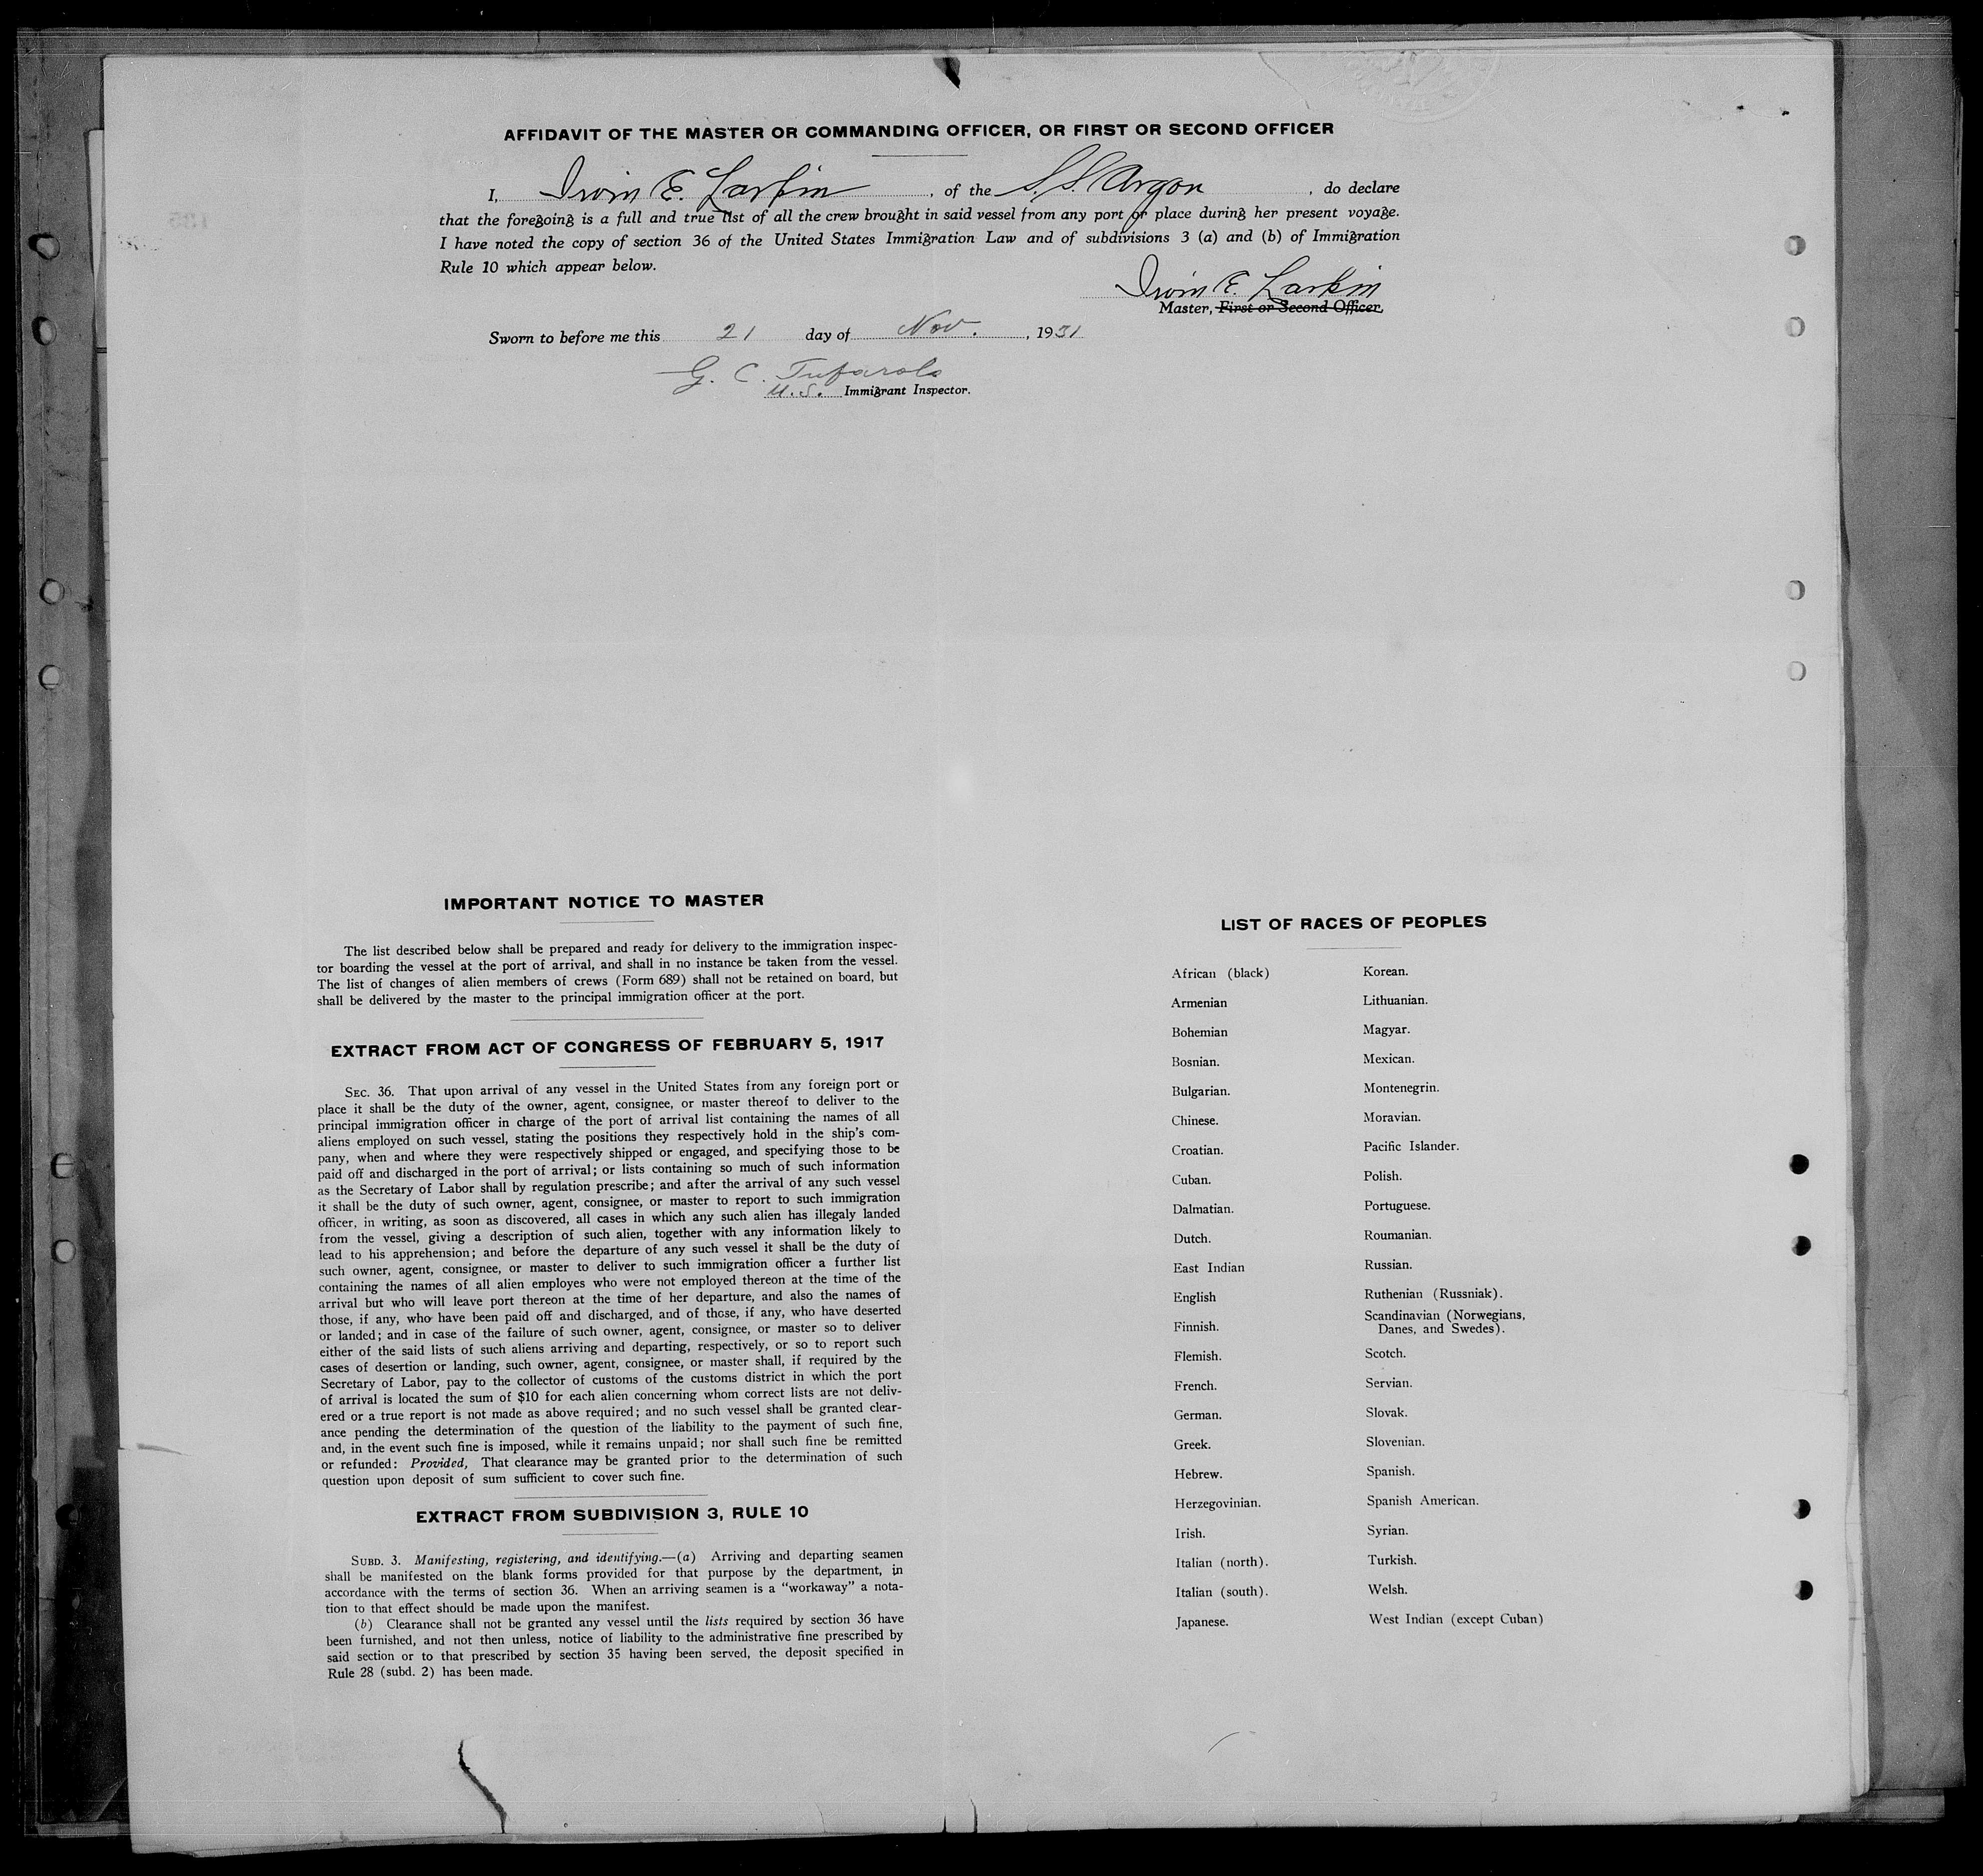 AFFIDAVIT OF THE MASTER OR COMMANDING OFFICER, OR FIRST OR SECOND OFFICER
I, Irvin E. Larkin, of the S.S. Argon, do declare
that the foregoing is a full and true list of all the crew brought in said vessel from any port or place during her present voyage.
I have noted the copy of section 36 of the United States Immigration Law and of subdivisions 3 (a) and (b) of Immigration
Rule 10 which appear below.
Irvin E. Larkin
Master, First or Second Officer.
Sworn to before me this 21 day of Nov., 1931
G. C.
U.S. Immigrant Inspector.
IMPORTANT NOTICE TO MASTER
The list described below shall be prepared and ready for delivery to the immigration inspec-
tor boarding the vessel at the port of arrival, and shall in no instance be taken from the vessel.
The list of changes of alien members of crews (Form 689) shall not be retained on board, but
shall be delivered by the master to the principal immigration officer at the port.
EXTRACT FROM ACT OF CONGRESS OF FEBRUARY 5, 1917
SEC. 36. That upon arrival of any vessel in the United States from any foreign port or
place it shall be the duty of the owner, agent, consignee, or master thereof to deliver to the
principal immigration officer in charge of the port of arrival list containing the names of all
aliens employed on such vessel, stating the positions they respectively hold in the ship's com-
pany, when and where they were respectively shipped or engaged, and specifying those to be
paid off and discharged in the port of arrival; or lists containing so much of such information
as the Secretary of Labor shall by regulation prescribe; and after the arrival of any such vessel
it shall be the duty of such owner, agent, consignee, or master to report to such immigration
officer, in writing, as soon as discovered, all cases in which any such alien has illegaly landed
from the vessel, giving a description of such alien, together with any information likely to
lead to his apprehension; and before the departure of any such vessel it shall be the duty of
such owner, agent, consignee, or master to deliver to such immigration officer a further list
containing the names of all alien employes who were not employed thereon at the time of the
arrival but who will leave port thereon at the time of her departure, and also the names of
those, if any, who have been paid off and discharged, and of those, if any, who have deserted
or landed; and in case of the failure of such owner, agent, consignee, or master so to deliver
either of the said lists of such aliens arriving and departing, respectively, or so to report such
cases of desertion or landing, such owner, agent, consignee, or master shall, if required by the
Secretary of Labor, pay to the collector of customs of the customs district in which the port
of arrival is located the sum of $10 for each alien concerning whom correct lists are not deliv-
ered or a true report is not made as above required; and no such vessel shall be granted clear-
ance pending the determination of the question of the liability to the payment of such fine,
and, in the event such fine is imposed, while it remains unpaid; nor shall such fine be remitted
or refunded: Provided, That clearance may be granted prior to the determination of such
question upon deposit of sum sufficient to cover such fine.
EXTRACT FROM SUBDIVISION 3, RULE 10
SUBD. 3. Manifesting, registering, and identifying.—(a) Arriving and departing seamen
shall be manifested on the blank forms provided for that purpose by the department, in
accordance with the terms of section 36. When an arriving seamen is a "workaway" a nota-
tion to that effect should be made upon the manifest.
(b) Clearance shall not be granted any vessel until the lists required by section 36 have
been furnished, and not then unless, notice of liability to the administrative fine prescribed by
said section or to that prescribed by section 35 having been served, the deposit specified in
Rule 28 (subd. 2) has been made.
LIST OF RACES OF PEOPLES
African (black)
Armenian
Bohemian
Bosnian.
Bulgarian.
Chinese.
Croatian.
Cuban.
Dalmatian.
Dutch.
East Indian
English
Finnish.
Flemish.
French.
German.
Greek.
Hebrew.
Herzegovinian.
Irish.
Italian (north).
Italian (south).
Japanese.
Korean.
Lithuanian.
Magyar.
Mexican.
Montenegrin.
Moravian.
Pacific Islander.
Polish.
Portuguese.
Roumanian.
Russian.
Ruthenian (Russniak).
Scandinavian (Norwegians,
Danes, and Swedes).
Scotch.
Servian.
Slovak.
Slovenian.
Spanish.
Spanish American.
Syrian.
Turkish.
Welsh.
West Indian (except Cuban)